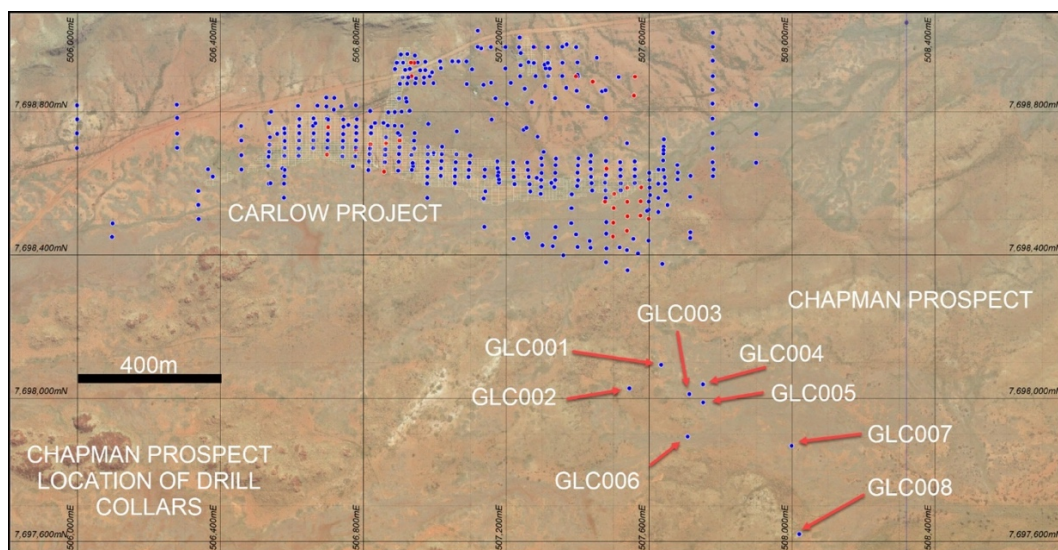 506,000mE
506,400mE
506,800mE
507,200mE
507,600mE
508,000mE
508,400mE
7,698,800mN
7,698,800mN
CARLOW PROJECT
7,698,400mN
7,698,400mN
CHAPMAN PROSPECT
GLC003
GLC001
GLC004
400m
GLC002
GLC005
7,698,000mN
7,698,000mN
GLC007
CHAPMAN PROSPECT
LOCATION OF DRILL
COLLARS
GLC006
GLC008
7,697,600mN
7,697,600mN
506,000mE
506,400mE
506,800mE
507,200mE
507,600mE
508,000mE
508,400mE